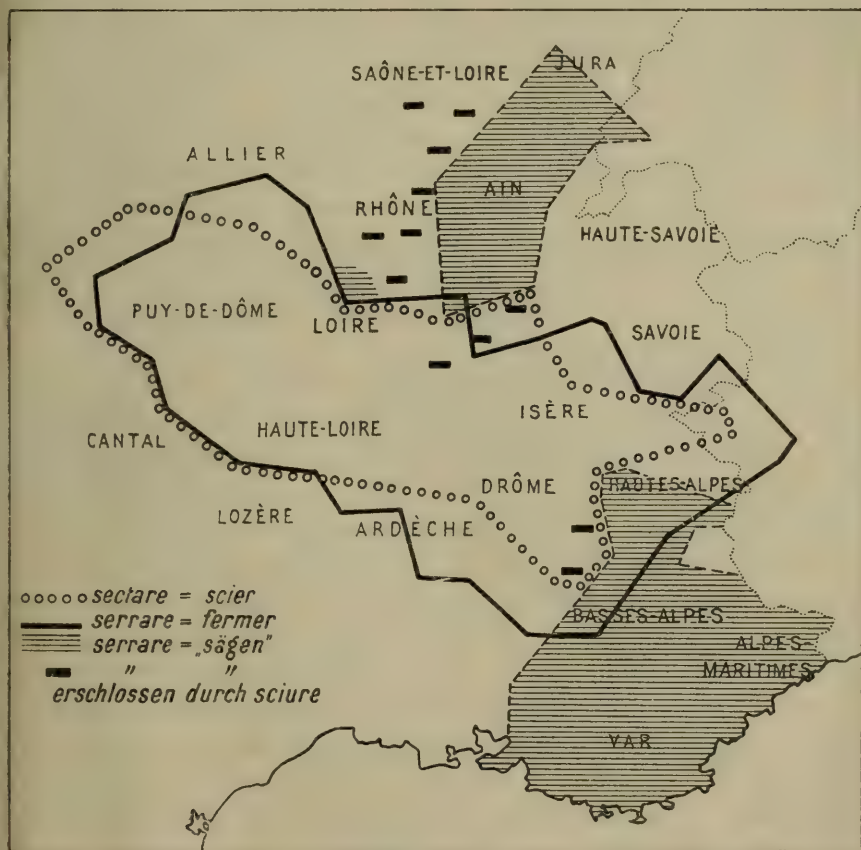 JURA
SAÔNE-ET-LOIRE
ALLIER
AIN
RHÔNE
HAUTE-SAVOIE
PUY-DE-DÔME
LOIRE
SAVOIE
ISÈRE
HAUTE-LOIRE
CANTAL
DRÔME
HAUTES-ALPES
LOZÈRE
ARDÈCHE
sectare = scier
serrare = fermer
serrare = „sägen"
" "
erschlossen durch sciure
BASSES-ALPES
ALPES-
MARITIMES
VAR